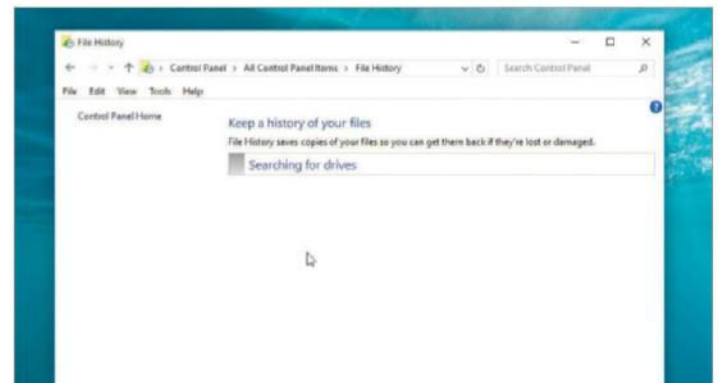 File History
Control Panel › All Control Panel Items › File History
Search Control Panel
File Edit View Tools Help
Control Panel Home
Keep a history of your files
File History saves copies of your files so you can get them back if they're lost or damaged.
Searching for drives